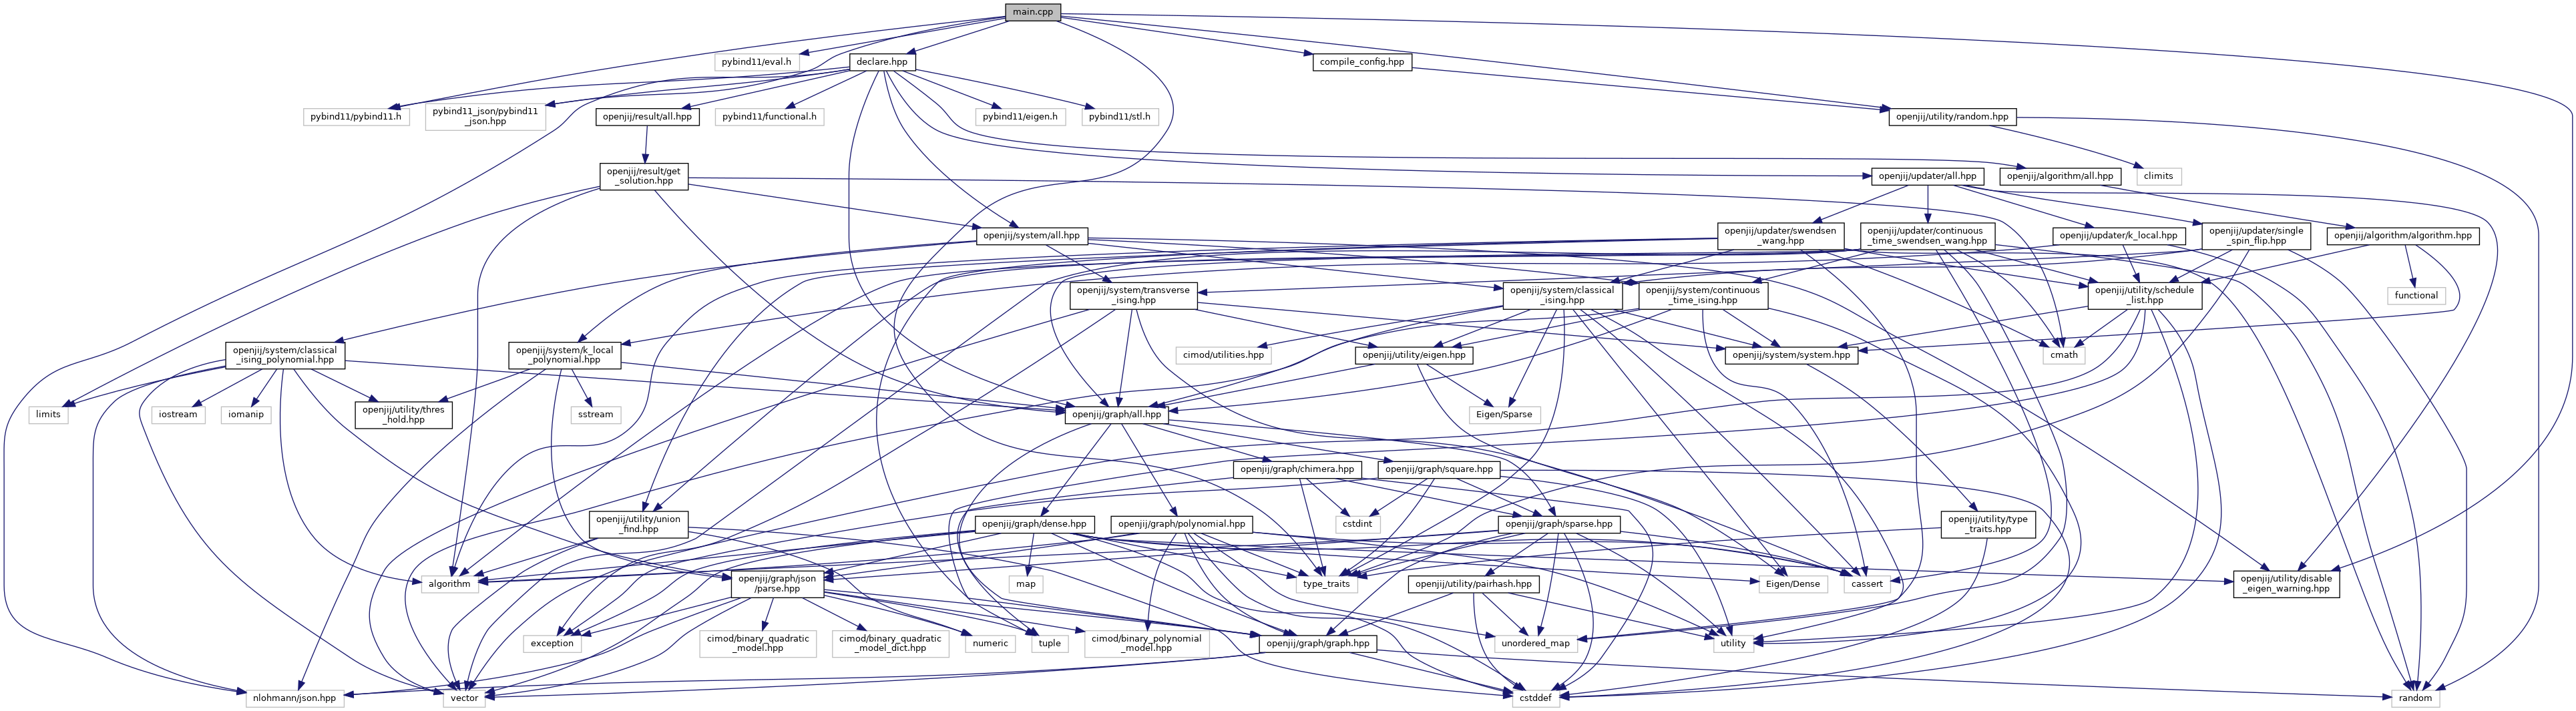 main.cpp
pybind11/eval.h
declare.hpp
compile_config.hpp
pybind11/pybind11.h
pybind11_json/pybind11
_json.hpp
openjij/result/all.hpp
pybind11/functional.h
pybind11/eigen.h
pybind11/stl.h
openjij/utility/random.hpp
openjij/result/get
_solution.hpp
openjij/updater/all.hpp
openjij/algorithm/all.hpp
climits
openjij/system/all.hpp
openjij/updater/swendsen
_wang.hpp
openjij/updater/continuous
_time_swendsen_wang.hpp
openjij/updater/k_local.hpp
openjij/updater/single
_spin_flip.hpp
openjij/algorithm/algorithm.hpp
openjij/system/transverse
_ising.hpp
openjij/system/classical
_ising.hpp
openjij/system/continuous
_time_ising.hpp
openjij/utility/schedule
_list.hpp
functional
openjij/system/classical
_ising_polynomial.hpp
openjij/system/k_local
_polynomial.hpp
cimod/utilities.hpp
openjij/utility/eigen.hpp
openjij/system/system.hpp
cmath
limits
iostream
iomanip
openjij/utility/thres
_hold.hpp
sstream
openjij/graph/all.hpp
Eigen/Sparse
openjij/graph/chimera.hpp
openjij/graph/square.hpp
openjij/utility/union
_find.hpp
openjij/graph/dense.hpp
openjij/graph/polynomial.hpp
cstdint
openjij/graph/sparse.hpp
openjij/utility/type
_traits.hpp
algorithm
openjij/graph/json
/parse.hpp
map
type_traits
openjij/utility/pairhash.hpp
Eigen/Dense
cassert
openjij/utility/disable
_eigen_warning.hpp
exception
cimod/binary_quadratic
_model.hpp
cimod/binary_quadratic
_model_dict.hpp
numeric
tuple
cimod/binary_polynomial
_model.hpp
openjij/graph/graph.hpp
unordered_map
utility
nlohmann/json.hpp
vector
cstddef
random